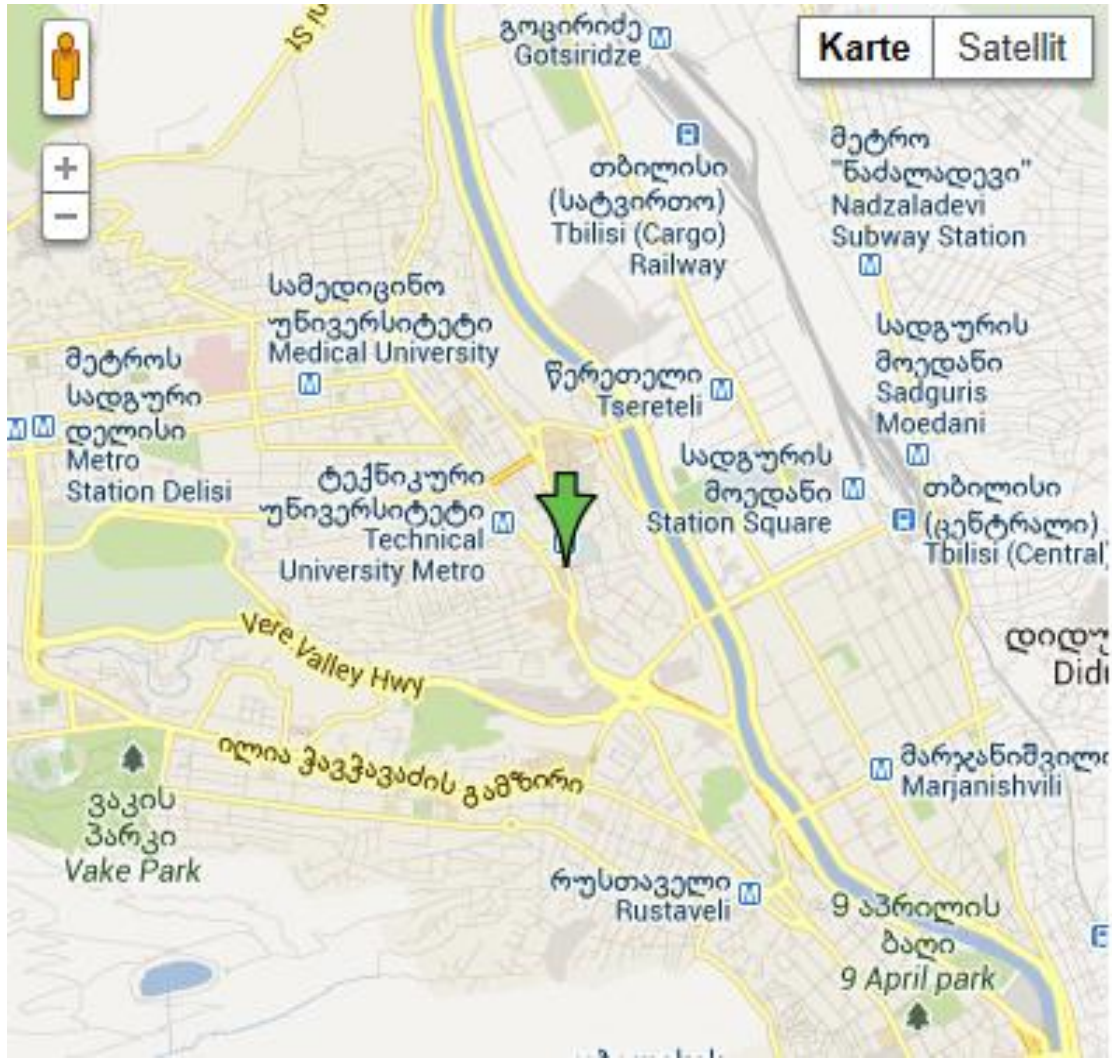 გოცირიძე
Gotsiridze
Karte
Satellit
თბილისი
(სატვირთო)
Tbilisi (Cargo)
Railway
მეტრო
"ნაძალადევი"
Nadzaladevi
Subway Station
სამედიცინო
უნივერსიტეტი
Medical University
მეტროს
სადგური
დელისი
Metro
Station Delisi
წერეთელი
Tsereteli
სადგურის
მოედანი
Sadguris
Moedani
ტექნიკური
უნივერსიტეტი
Technical
University Metro
სადგურის
მოედანი
Station Square
თბილისი
(ცენტრალი)
Tbilisi (Central)
Vere Valley Hwy
ილია ჭავჭავაძის გამზირი
ვაკის
პარკი
Vake Park
მარჯანიშვილი
Marjanishvili
რუსთაველი
Rustaveli
9 აპრილის
ბაღი
9 April park